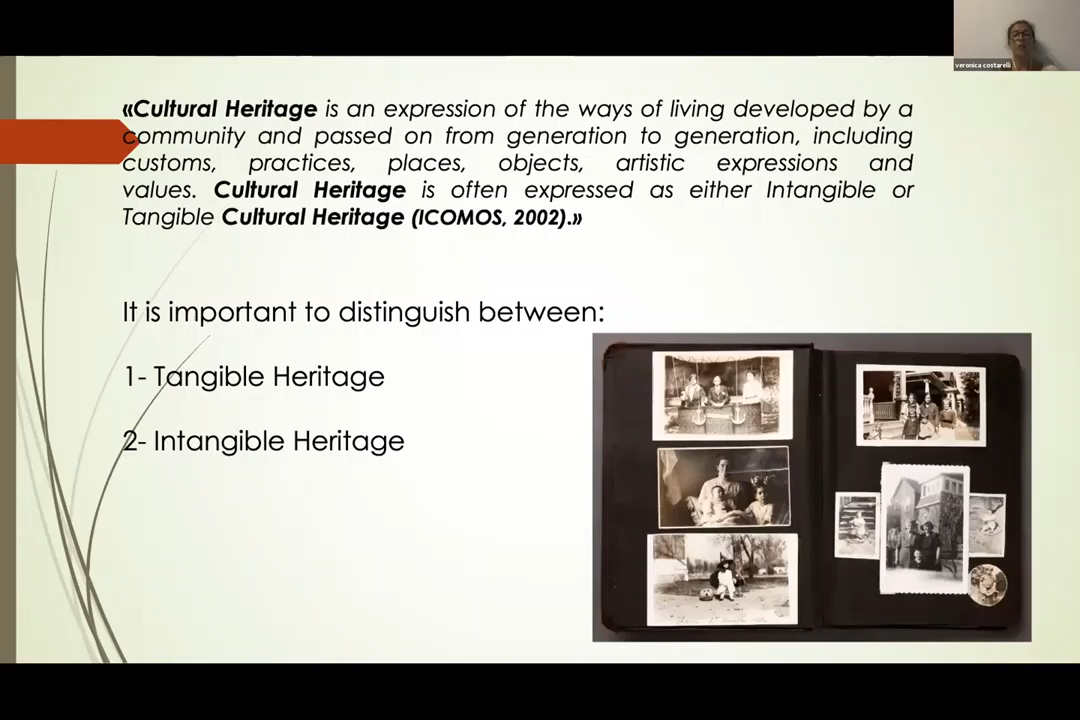 veronica costarelli
«Cultural Heritage is an expression of the ways of living developed by a
community and passed on from generation to generation, including
customs, practices, places, objects, artistic expressions and
values. Cultural Heritage is often expressed as either Intangible or
Tangible Cultural Heritage (ICOMOS, 2002).»
It is important to distinguish between:
1- Tangible Heritage
2- Intangible Heritage